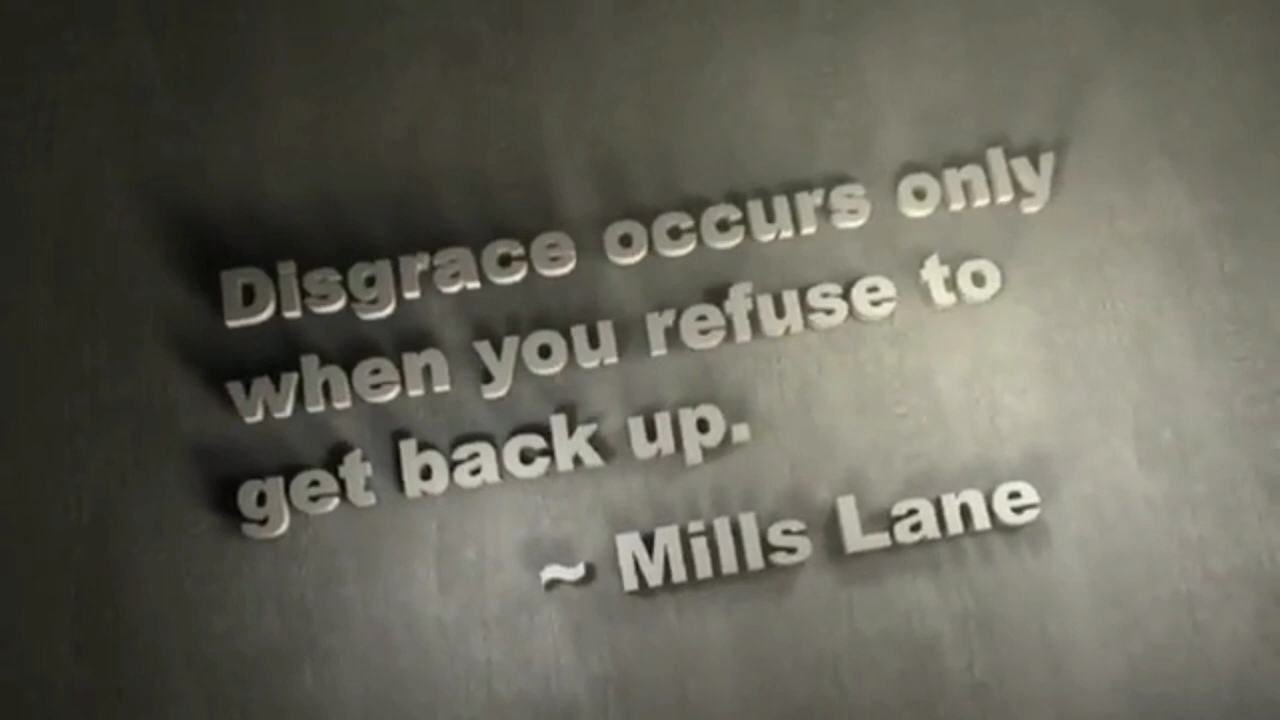 Disgrace occurs only
when you refuse to
get back up.
~ Mills Lane